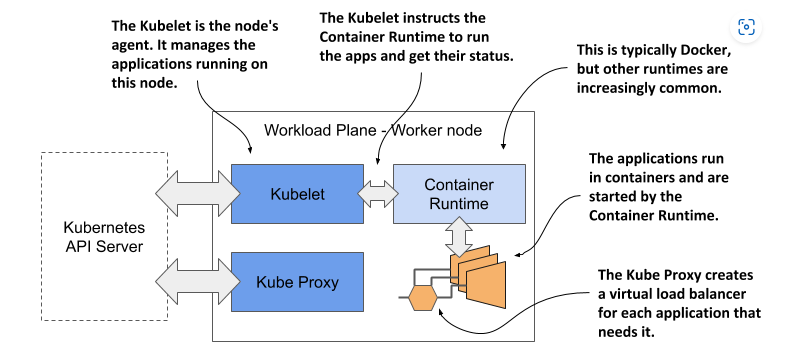 The Kubelet is the node's
agent. It manages the
applications running on
this node.
The Kubelet instructs the
Container Runtime to run
the apps and get their status.
This is typically Docker,
but other runtimes are
increasingly common.
Workload Plane - Worker node
Kubernetes
API Server
Kubelet
Container
Runtime
Kube Proxy
The applications run
in containers and are
started by the
Container Runtime.
The Kube Proxy creates
a virtual load balancer
for each application that
needs it.